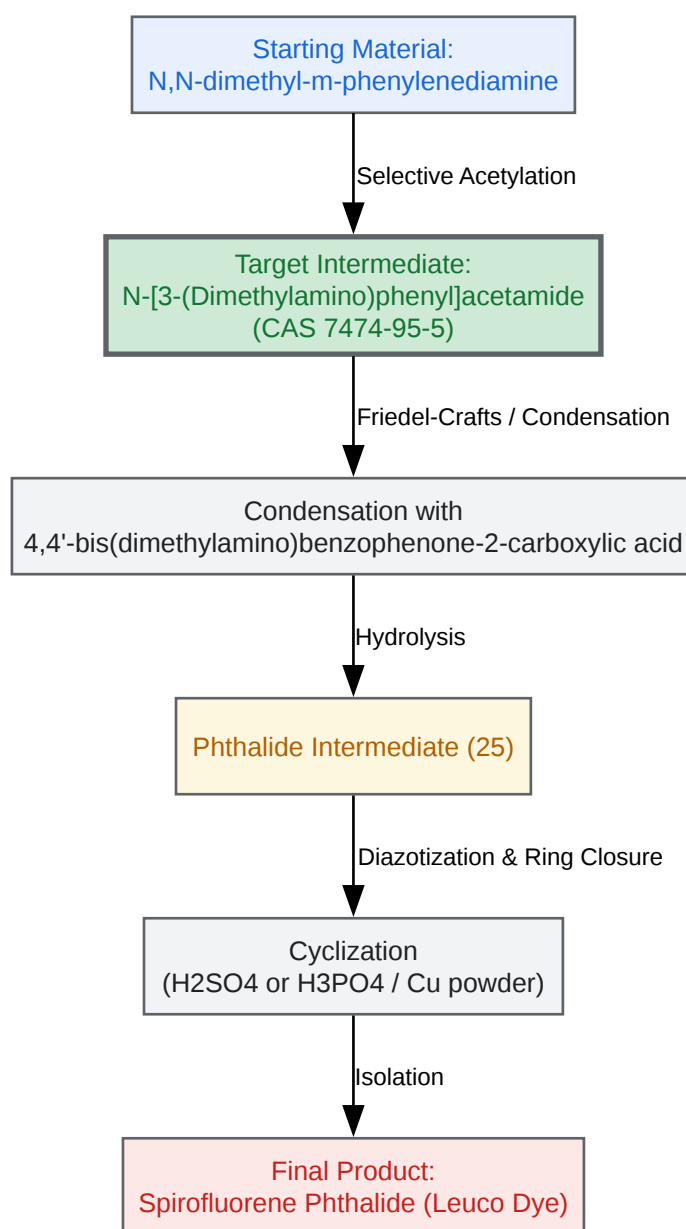 Starting Material:
N,N-dimethyl-m-phenylenediamine
Selective Acetylation
Target Intermediate:
N-[3-(Dimethylamino)phenyl]acetamide
(CAS 7474-95-5)
Friedel-Crafts / Condensation
Condensation with
4,4'-bis(dimethylamino)benzophenone-2-carboxylic acid
Hydrolysis
Phthalide Intermediate (25)
Diazotization & Ring Closure
Cyclization
(H2SO4 or H3PO4 / Cu powder)
Isolation
Final Product:
Spirofluorene Phthalide (Leuco Dye)